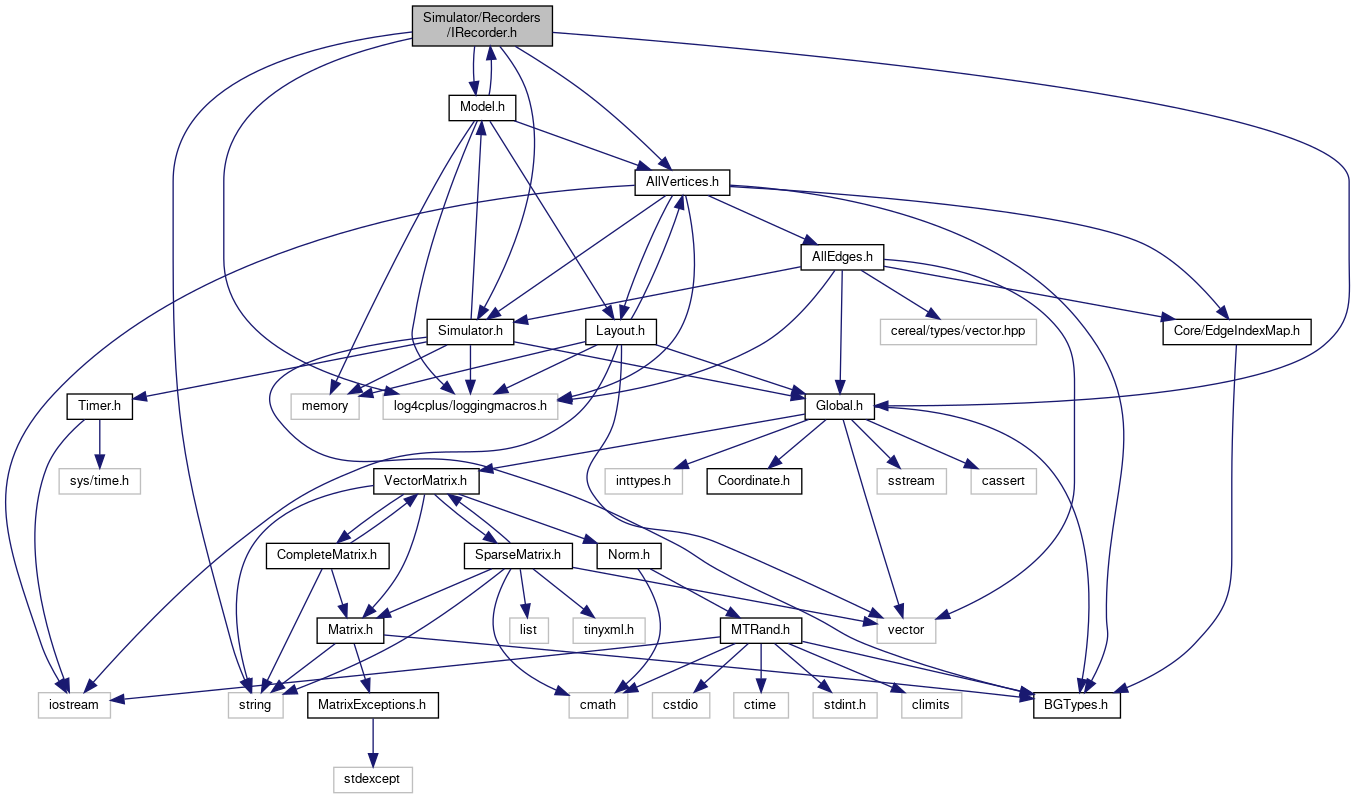 Simulator/Recorders
/IRecorder.h
Model.h
AllVertices.h
AllEdges.h
Simulator.h
Layout.h
cereal/types/vector.hpp
Core/EdgeIndexMap.h
Timer.h
memory
log4cplus/loggingmacros.h
Global.h
sys/time.h
VectorMatrix.h
inttypes.h
Coordinate.h
sstream
cassert
CompleteMatrix.h
SparseMatrix.h
Norm.h
Matrix.h
list
tinyxml.h
MTRand.h
vector
iostream
string
MatrixExceptions.h
cmath
cstdio
ctime
stdint.h
climits
BGTypes.h
stdexcept